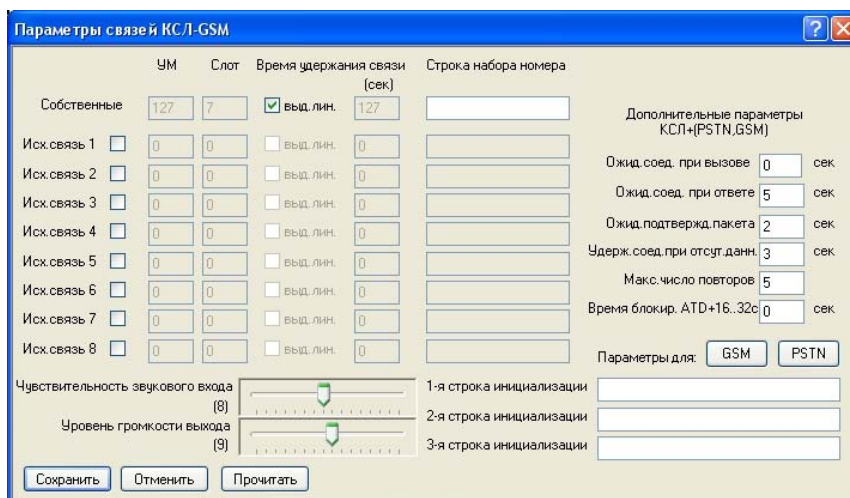 Параметры связей КСЛ-GSM
УМ Слот Время удержания связи (сек) Строка набора номера
Собственные 127 7 выд.лин. 127
Исх.связь 1 0 0 выд.лин. 0
Исх.связь 2 0 0 выд.лин. 0
Исх.связь 3 0 0 выд.лин. 0
Исх.связь 4 0 0 выд.лин. 0
Исх.связь 5 0 0 выд.лин. 0
Исх.связь 6 0 0 выд.лин. 0
Исх.связь 7 0 0 выд.лин. 0
Исх.связь 8 0 0 выд.лин. 0
Дополнительные параметры
КСЛ+(PSTN,GSM)
Ожид.соед. при вызове 0 сек
Ожид.соед. при ответе 5 сек
Ожид.подтвержд.пакета 2 сек
Удерж.соед.при отсут.данн. 3 сек
Макс.число повторов 5
Время блокир. ATD+16..32с 0 сек
Параметры для: GSM PSTN
Чувствительность звукового входа
(8)
Уровень громкости выхода
(9)
1-я строка инициализации
2-я строка инициализации
3-я строка инициализации
Сохранить Отменить Прочитать